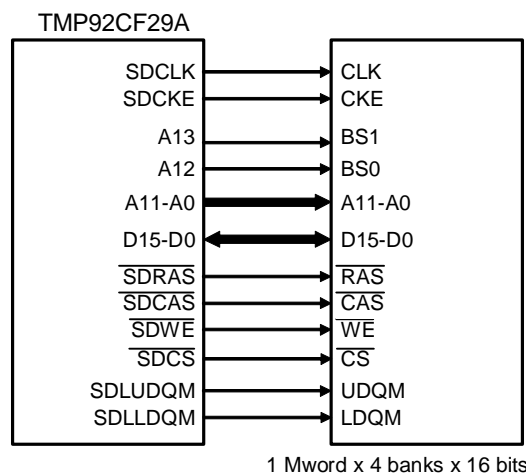 TMP92CF29A
SDCLK CLK
SDCKE CKE
A13 BS1
A12 BS0
A11-A0 A11-A0
D15-D0 D15-D0
SDRAS RAS
SDCAS CAS
SDWE WE
SDCS CS
SDLUDQM UDQM
SDLLDQM LDQM
1 Mword x 4 banks x 16 bits